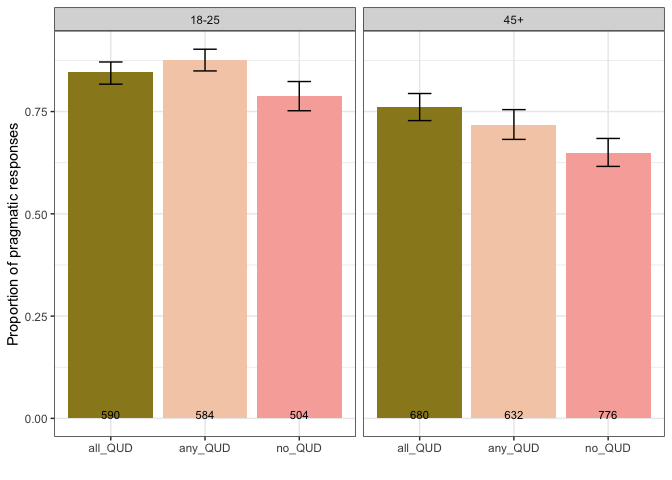 18-25 45+
Proportion of pragmatic responses
0.75
0.50
0.25
0.00
590 584 504 680 632 776
all_QUD any_QUD no_QUD all_QUD any_QUD no_QUD